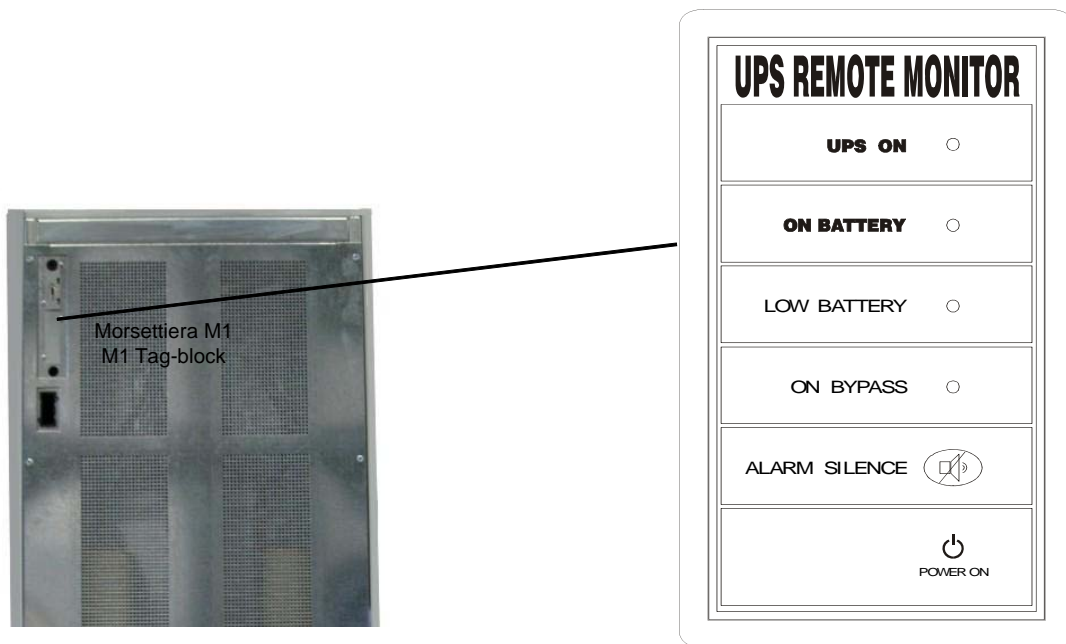 UPS REMOTE MONITOR
UPS ON
ON BATTERY
LOW BATTERY
ON BYPASS
ALARM SILENCE
POWER ON
Morsettiera M1
M1 Tag-block